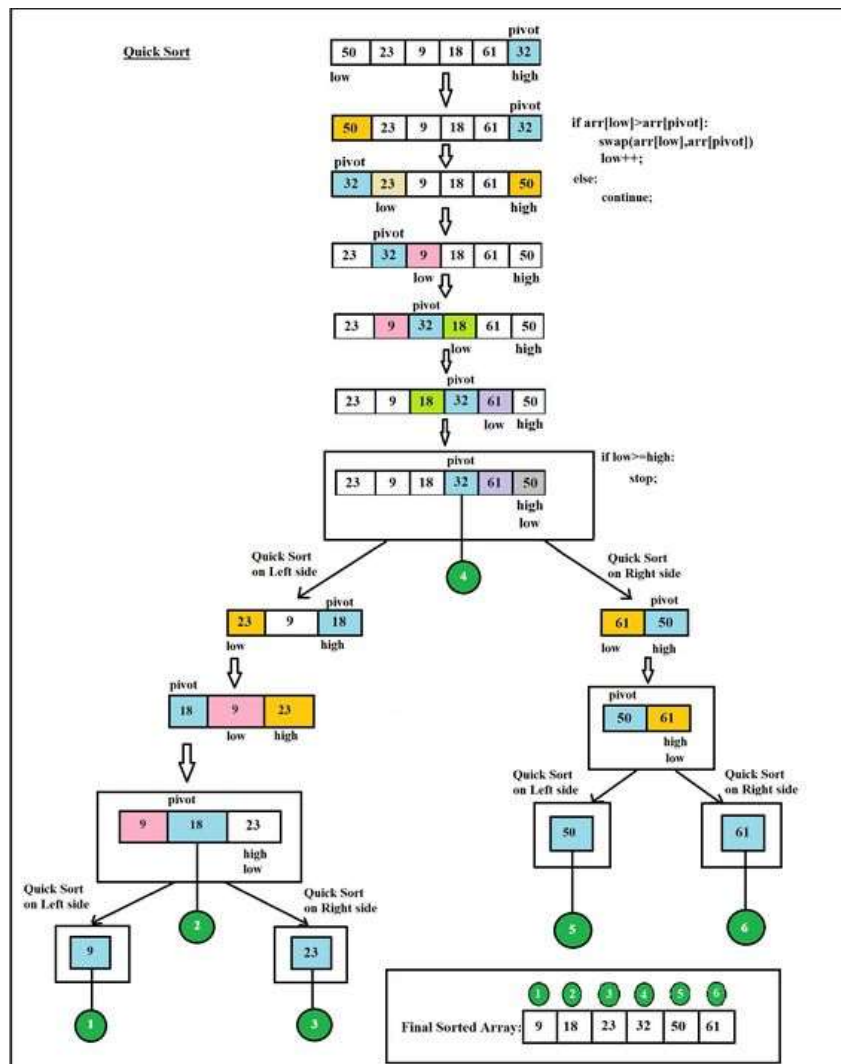 Quick Sort
pivot
50 23 9 18 61 32
low high
50 23 9 18 61 32
if arr[low]>arr[pivot]:
swap(arr[low],arr[pivot])
low++;
else:
continue;
pivot
32 23 9 18 61 50
low high
pivot
23 32 9 18 61 50
low high
pivot
23 9 32 18 61 50
low high
pivot
23 9 18 32 61 50
low high
if low>=high:
stop;
pivot
23 9 18 32 61 50
high
low
4
Quick Sort
on Left side
Quick Sort
on Right side
pivot
23 9 18
low high
pivot
61 50
low high
pivot
18 9 23
low high
pivot
50 61
high
low
Quick Sort
on Left side
Quick Sort
on Right side
pivot
9 18 23
high
low
50
61
Quick Sort
on Left side
2
Quick Sort
on Right side
5
6
9
23
1
3
1 2 3 4 5 6
Final Sorted Array: 9 18 23 32 50 61